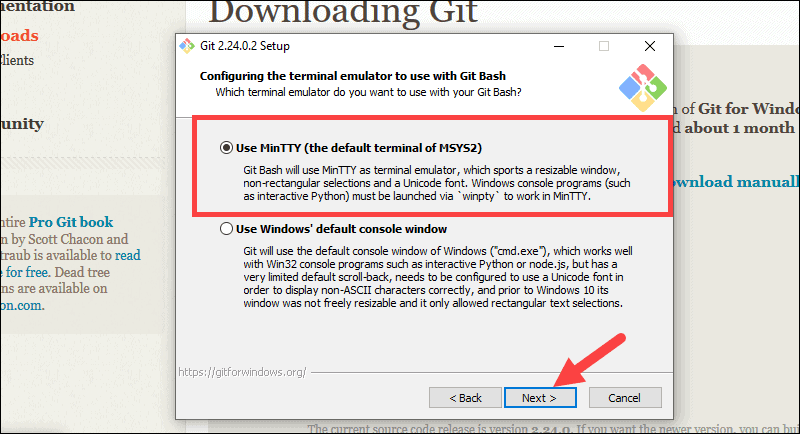 Downloading Git
mentation
oads
Clients
unity
ntire Pro Git book
n by Scott Chacon and
traub is available to read
e for free. Dead tree
ns are available on
on.com.
Git 2.24.0.2 Setup
Configuring the terminal emulator to use with Git Bash
Which terminal emulator do you want to use with your Git Bash?
Use MinTTY (the default terminal of MSYS2)
Git Bash will use MinTTY as terminal emulator, which sports a resizable window,
non-rectangular selections and a Unicode font. Windows console programs (such
as interactive Python) must be launched via `winpty` to work in MinTTY.
Use Windows' default console window
Git will use the default console window of Windows ("cmd.exe"), which works well
with Win32 console programs such as interactive Python or node.js, but has a
very limited default scroll-back, needs to be configured to use a Unicode font in
order to display non-ASCII characters correctly, and prior to Windows 10 its
window was not freely resizable and it only allowed rectangular text selections.
https://gitforwindows.org/
< Back
Next >
Cancel
n of Git for Windo
d about 1 month
ownload manuall
The current source code release is version 2.24.0. If you want the newer version, you can bui